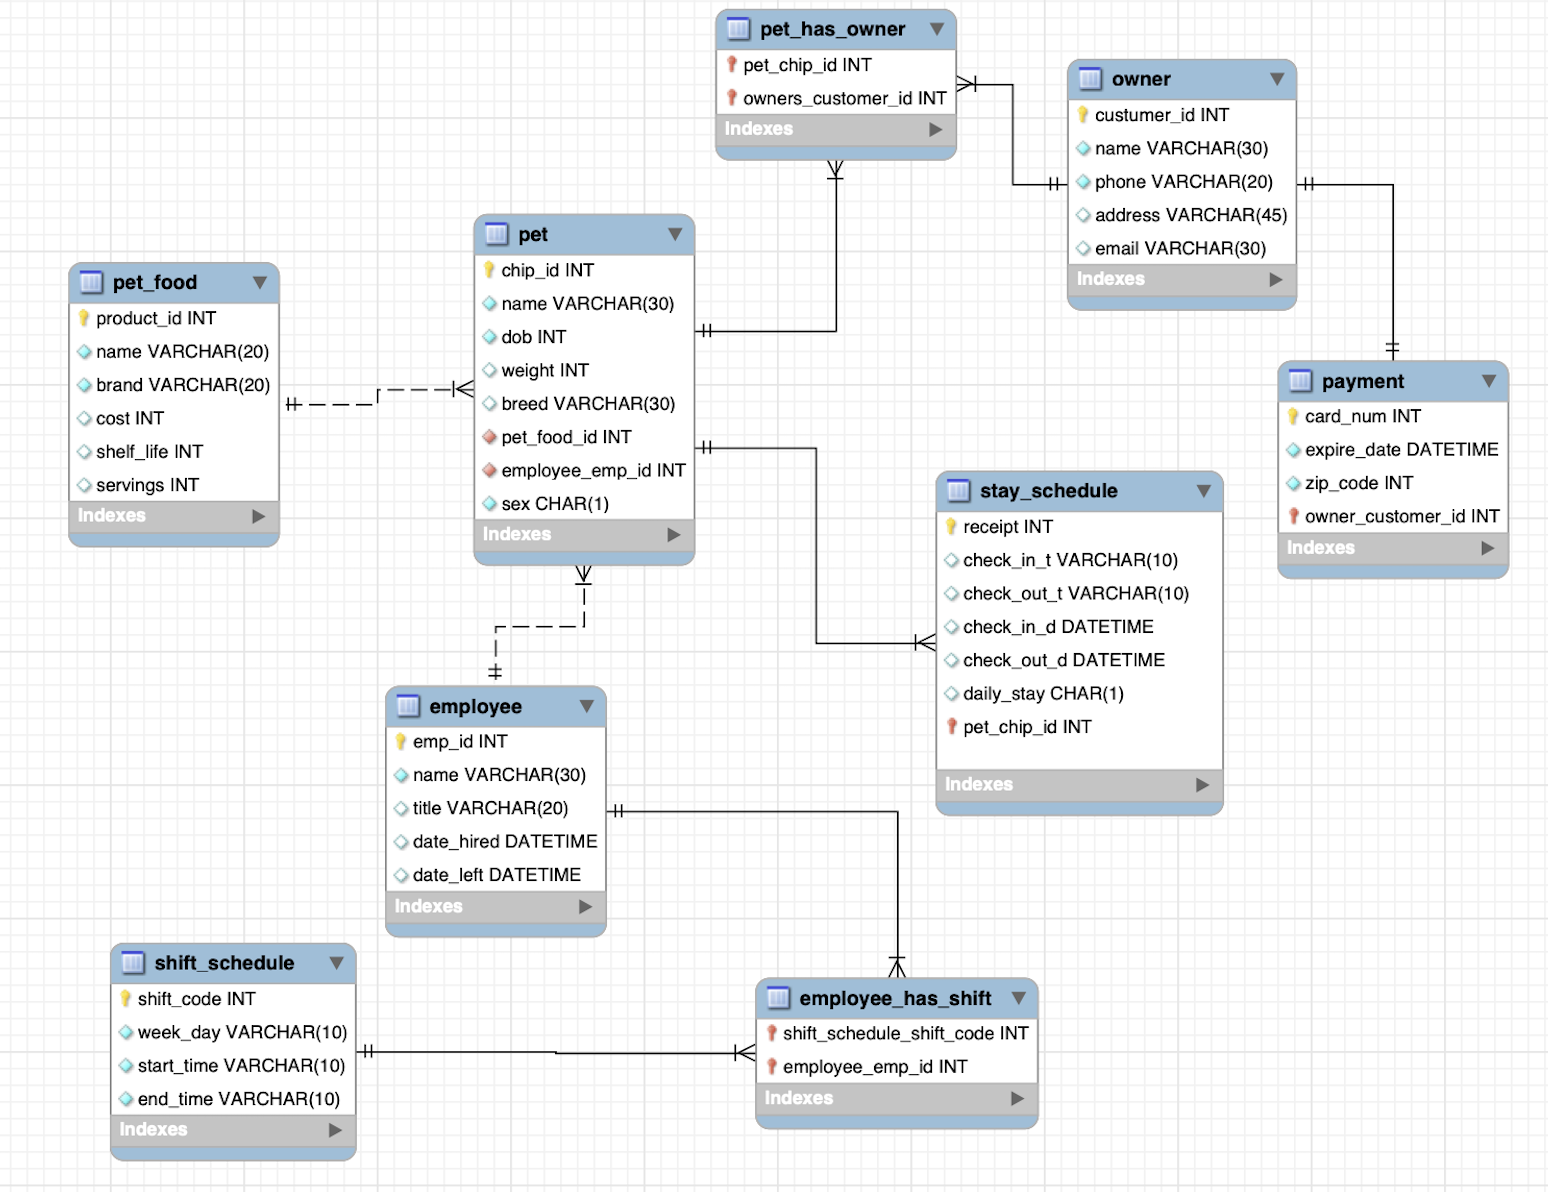 pet_has_owner
pet_chip_id INT
owners_customer_id INT
Indexes
owner
custumer_id INT
name VARCHAR(30)
phone VARCHAR(20)
address VARCHAR(45)
email VARCHAR(30)
Indexes
pet
chip_id INT
name VARCHAR(30)
dob INT
weight INT
breed VARCHAR(30)
pet_food_id INT
employee_emp_id INT
sex CHAR(1)
Indexes
pet_food
product_id INT
name VARCHAR(20)
brand VARCHAR(20)
cost INT
shelf_life INT
servings INT
Indexes
payment
card_num INT
expire_date DATETIME
zip_code INT
owner_customer_id INT
Indexes
stay_schedule
receipt INT
check_in_t VARCHAR(10)
check_out_t VARCHAR(10)
check_in_d DATETIME
check_out_d DATETIME
daily_stay CHAR(1)
pet_chip_id INT
Indexes
employee
emp_id INT
name VARCHAR(30)
title VARCHAR(20)
date_hired DATETIME
date_left DATETIME
Indexes
shift_schedule
shift_code INT
week_day VARCHAR(10)
start_time VARCHAR(10)
end_time VARCHAR(10)
Indexes
employee_has_shift
shift_schedule_shift_code INT
employee_emp_id INT
Indexes